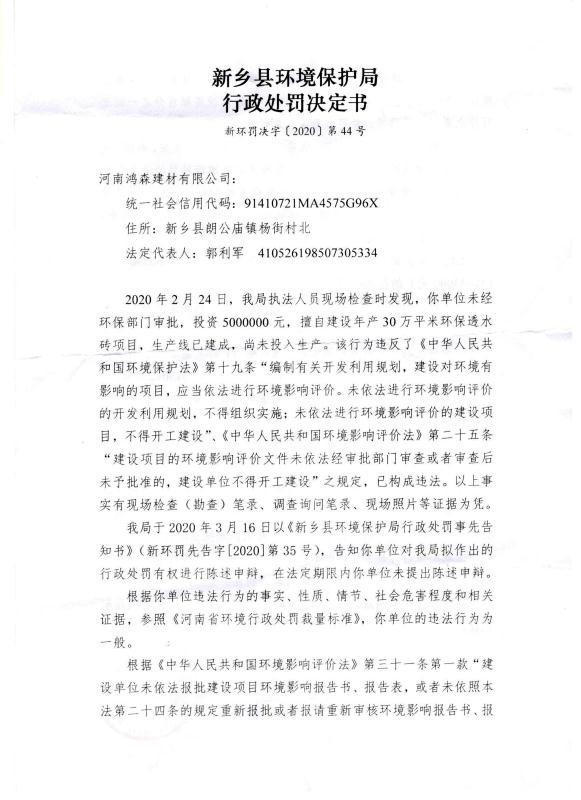 新乡县环境保护局
行政处罚决定书
新环罚决字〔2020〕第 44 号
河南鸿森建材有限公司：
统一社会信用代码：91410721MA4575G96X
住所：新乡县朗公庙镇杨街村北
法定代表人：郭利军 410526198507305334
2020 年 2 月 24 日，我局执法人员现场检查时发现，你单位未经
环保部门审批，投资 5000000 元，擅自建设年产 30 万平米环保透水
砖项目，生产线已建成，尚未投入生产。该行为违反了《中华人民共
和国环境保护法》第十九条“编制有关开发利用规划，建设对环境有
影响的项目，应当依法进行环境影响评价。未依法进行环境影响评价
的开发利用规划，不得组织实施；未依法进行环境影响评价的建设项
目，不得开工建设”、《中华人民共和国环境影响评价法》第二十五条
“建设项目的环境影响评价文件未依法经审批部门审查或者审查后
未予批准的，建设单位不得开工建设”之规定，已构成违法。以上事
实有现场检查（勘查）笔录、调查询问笔录、现场照片等证据为凭。
我局于 2020 年 3 月 16 日以《新乡县环境保护局行政处罚事先告
知书》（新环罚先告字[2020]第 35 号），告知你单位对我局拟作出的
行政处罚有权进行陈述申辩，在法定期限内你单位未提出陈述申辩。
根据你单位违法行为的事实、性质、情节、社会危害程度和相关
证据，参照《河南省环境行政处罚裁量标准》，你单位的违法行为为
一般。
根据《中华人民共和国环境影响评价法》第三十一条第一款“建
设单位未依法报批建设项目环境影响报告书、报告表，或者未依照本
法第二十四条的规定重新报批或者报请重新审核环境影响报告书、报